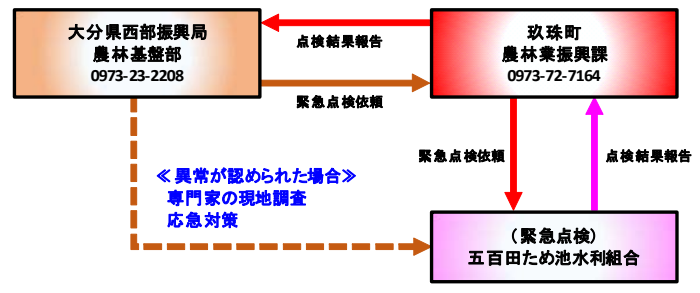 大分県西部振興局
農林基盤部
0973-23-2208
点検結果報告
緊急点検依頼
玖珠町
農林業振興課
0973-72-7164
≪異常が認められた場合≫
専門家の現地調査
応急対策
緊急点検依頼
点検結果報告
（緊急点検）
五百田ため池水利組合